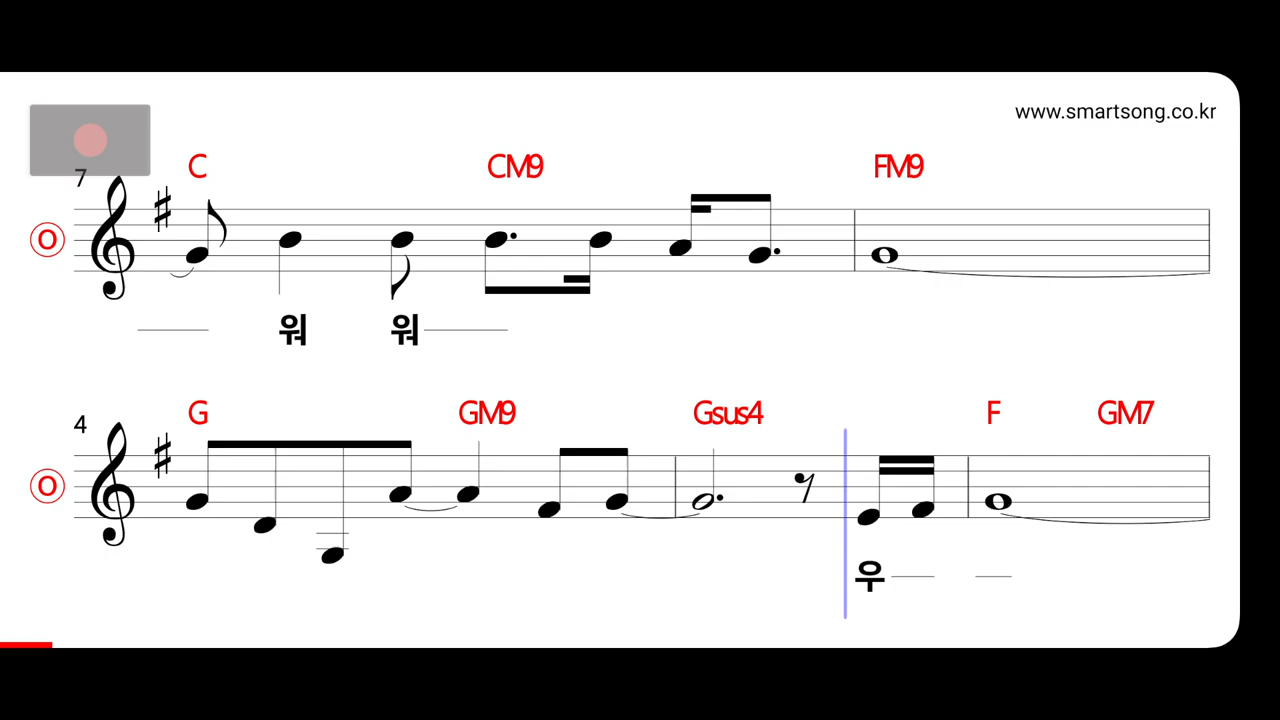 www.smartsong.co.kr
C CM9 FM9
7
O
워 워
G GM9 Gsus4 F GM7
4
O
우